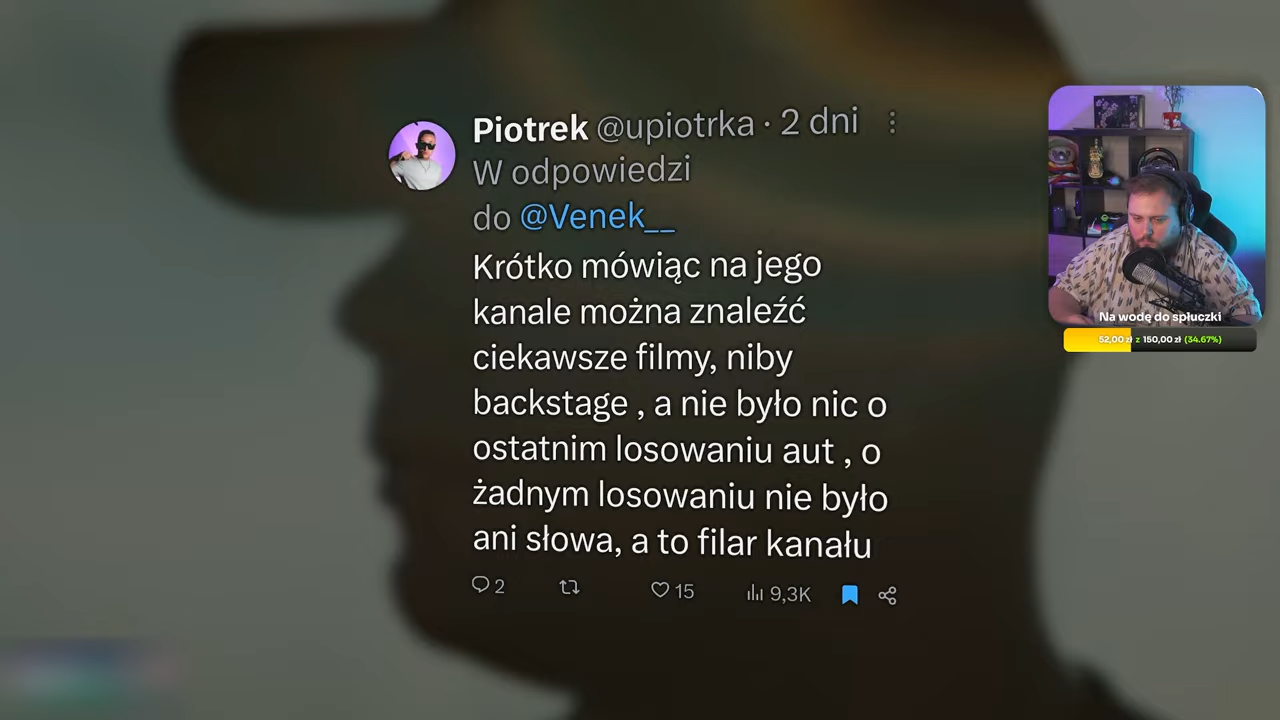 Piotrek @upiotrka · 2 dni
W odpowiedzi
do @Venek__
Krótko mówiąc na jego
kanale można znaleźć
ciekawsze filmy, niby
backstage , a nie było nic o
ostatnim losowaniu aut , o
żadnym losowaniu nie było
ani słowa, a to filar kanału
2 15 9,3K
Na wodę do spłuczki
52,00 zł z 150,00 zł (34.67%)